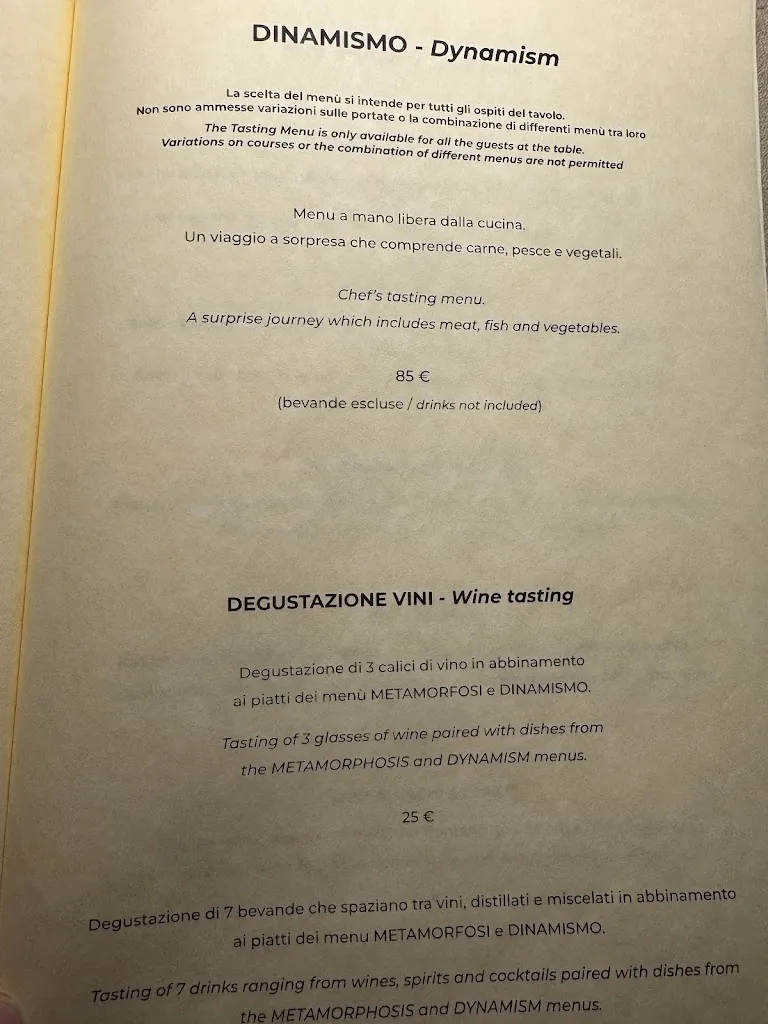 DINAMISMO - Dynamism
La scelta del menù si intende per tutti gli ospiti del tavolo.
Non sono ammesse variazioni sulle portate o la combinazione di differenti menù tra loro
The Tasting Menu is only available for all the guests at the table.
Variations on courses or the combination of different menus are not permitted
Menu a mano libera dalla cucina.
Un viaggio a sorpresa che comprende carne, pesce e vegetali.
Chef's tasting menu.
A surprise journey which includes meat, fish and vegetables.
85 €
(bevande escluse / drinks not included)
DEGUSTAZIONE VINI - Wine tasting
Degustazione di 3 calici di vino in abbinamento
ai piatti dei menù METAMORFOSI e DINAMISMO.
Tasting of 3 glasses of wine paired with dishes from
the METAMORPHOSIS and DYNAMISM menus.
25 €
Degustazione di 7 bevande che spaziano tra vini, distillati e miscelati in abbinamento
ai piatti dei menu METAMORFOSI e DINAMISMO.
Tasting of 7 drinks ranging from wines, spirits and cocktails paired with dishes from
the METAMORPHOSIS and DYNAMISM menus.